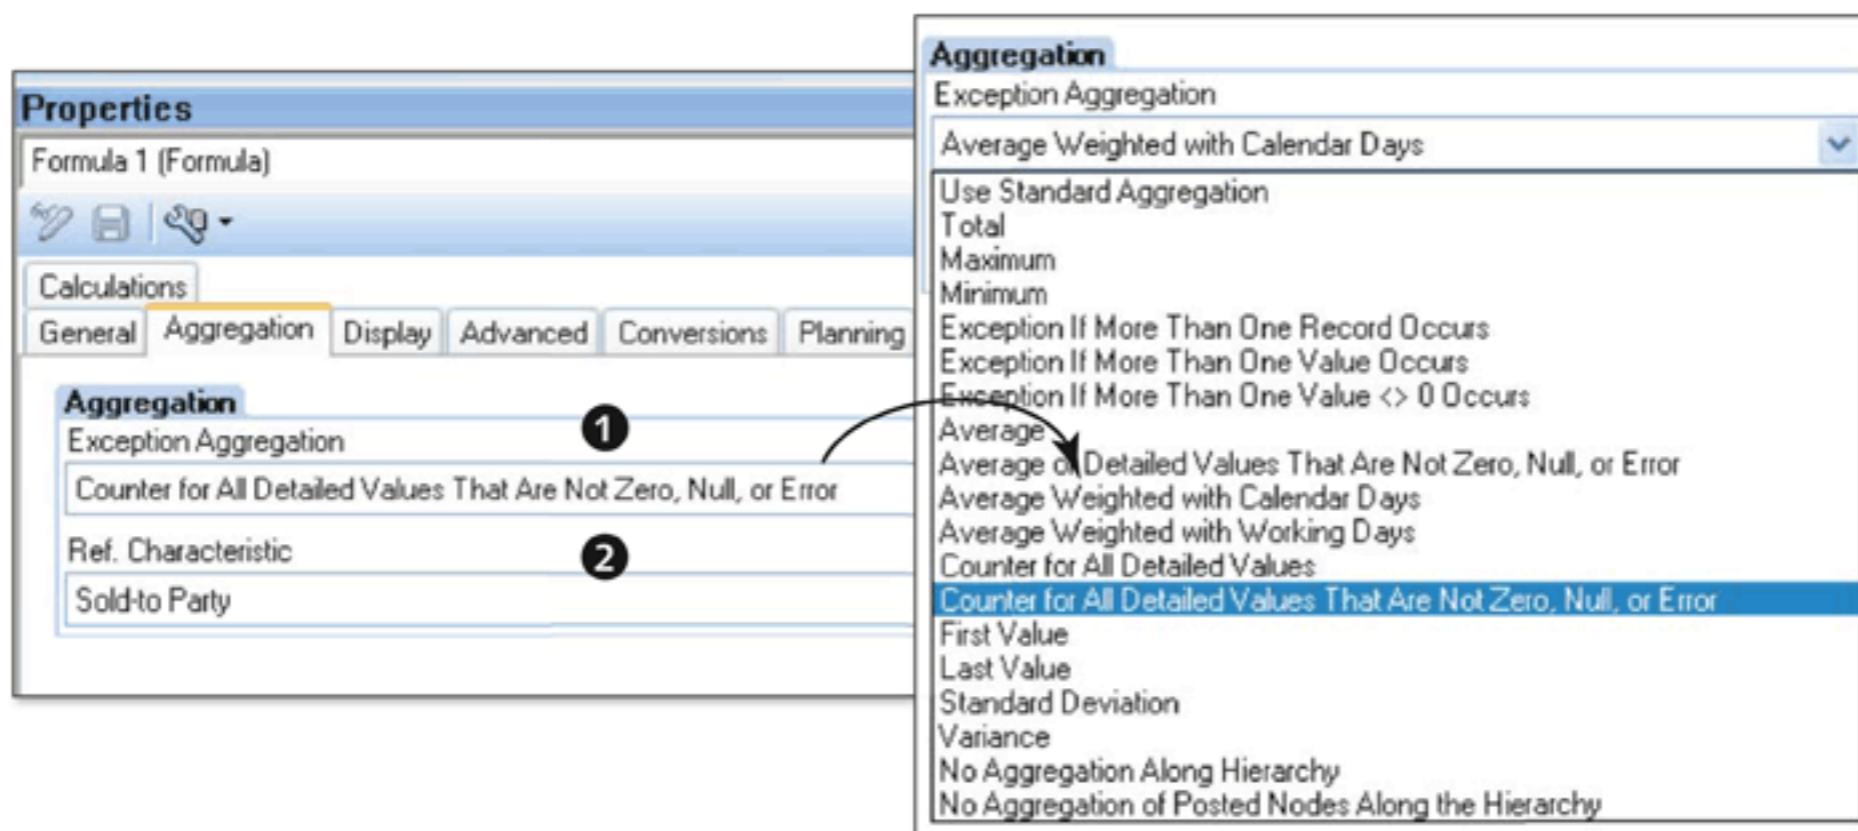 Properties
Formula 1 (Formula)
Calculations
General Aggregation Display Advanced Conversions Planning
Aggregation
Exception Aggregation
1
Counter for All Detailed Values That Are Not Zero, Null, or Error
Ref. Characteristic
2
Sold-to Party
Aggregation
Exception Aggregation
Average Weighted with Calendar Days
Use Standard Aggregation
Total
Maximum
Minimum
Exception If More Than One Record Occurs
Exception If More Than One Value Occurs
Exception If More Than One Value <> 0 Occurs
Average
Average of Detailed Values That Are Not Zero, Null, or Error
Average Weighted with Calendar Days
Average Weighted with Working Days
Counter for All Detailed Values
Counter for All Detailed Values That Are Not Zero, Null, or Error
First Value
Last Value
Standard Deviation
Variance
No Aggregation Along Hierarchy
No Aggregation of Posted Nodes Along the Hierarchy